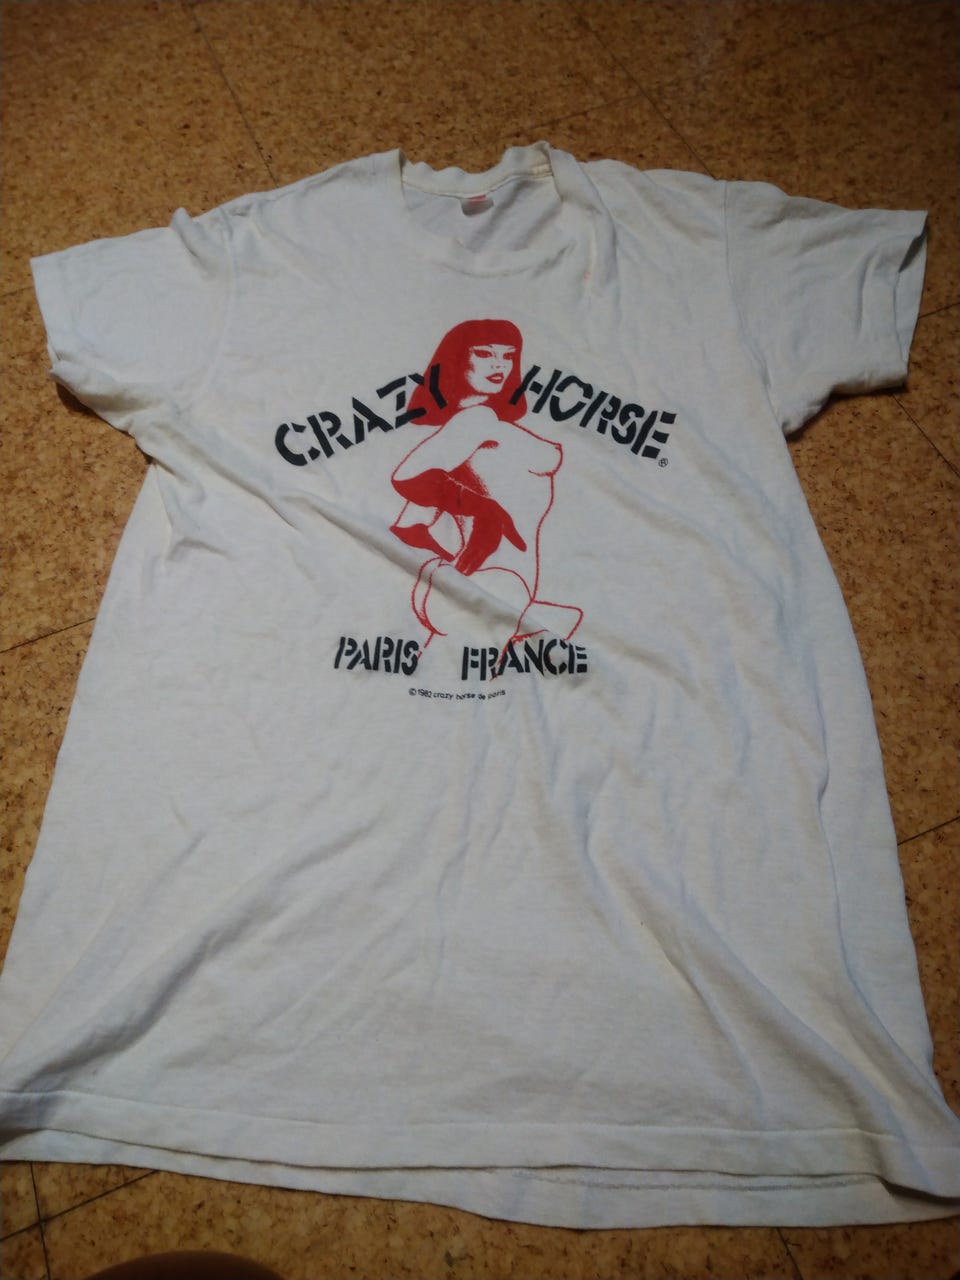 CRAZY HORSE®
PARIS FRANCE
© 1982 crazy horse de paris